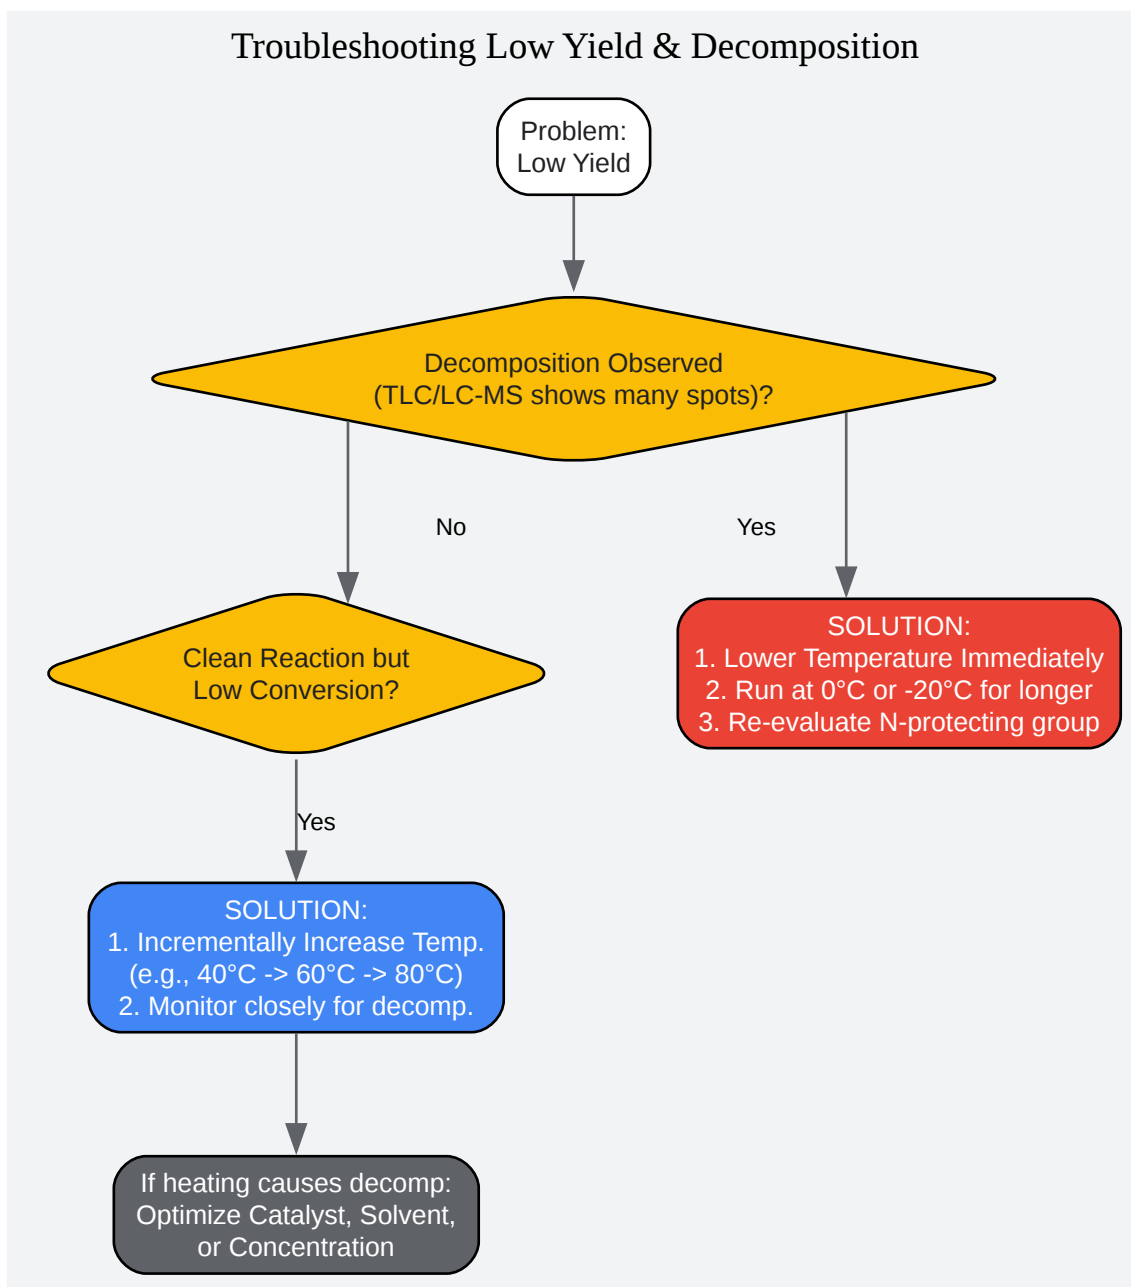 Troubleshooting Low Yield & Decomposition
Problem:
Low Yield
Decomposition Observed
(TLC/LC-MS shows many spots)?
No
Yes
Clean Reaction but
Low Conversion?
SOLUTION:
1. Lower Temperature Immediately
2. Run at 0°C or -20°C for longer
3. Re-evaluate N-protecting group
Yes
SOLUTION:
1. Incrementally Increase Temp.
(e.g., 40°C -> 60°C -> 80°C)
2. Monitor closely for decomp.
If heating causes decomp:
Optimize Catalyst, Solvent,
or Concentration